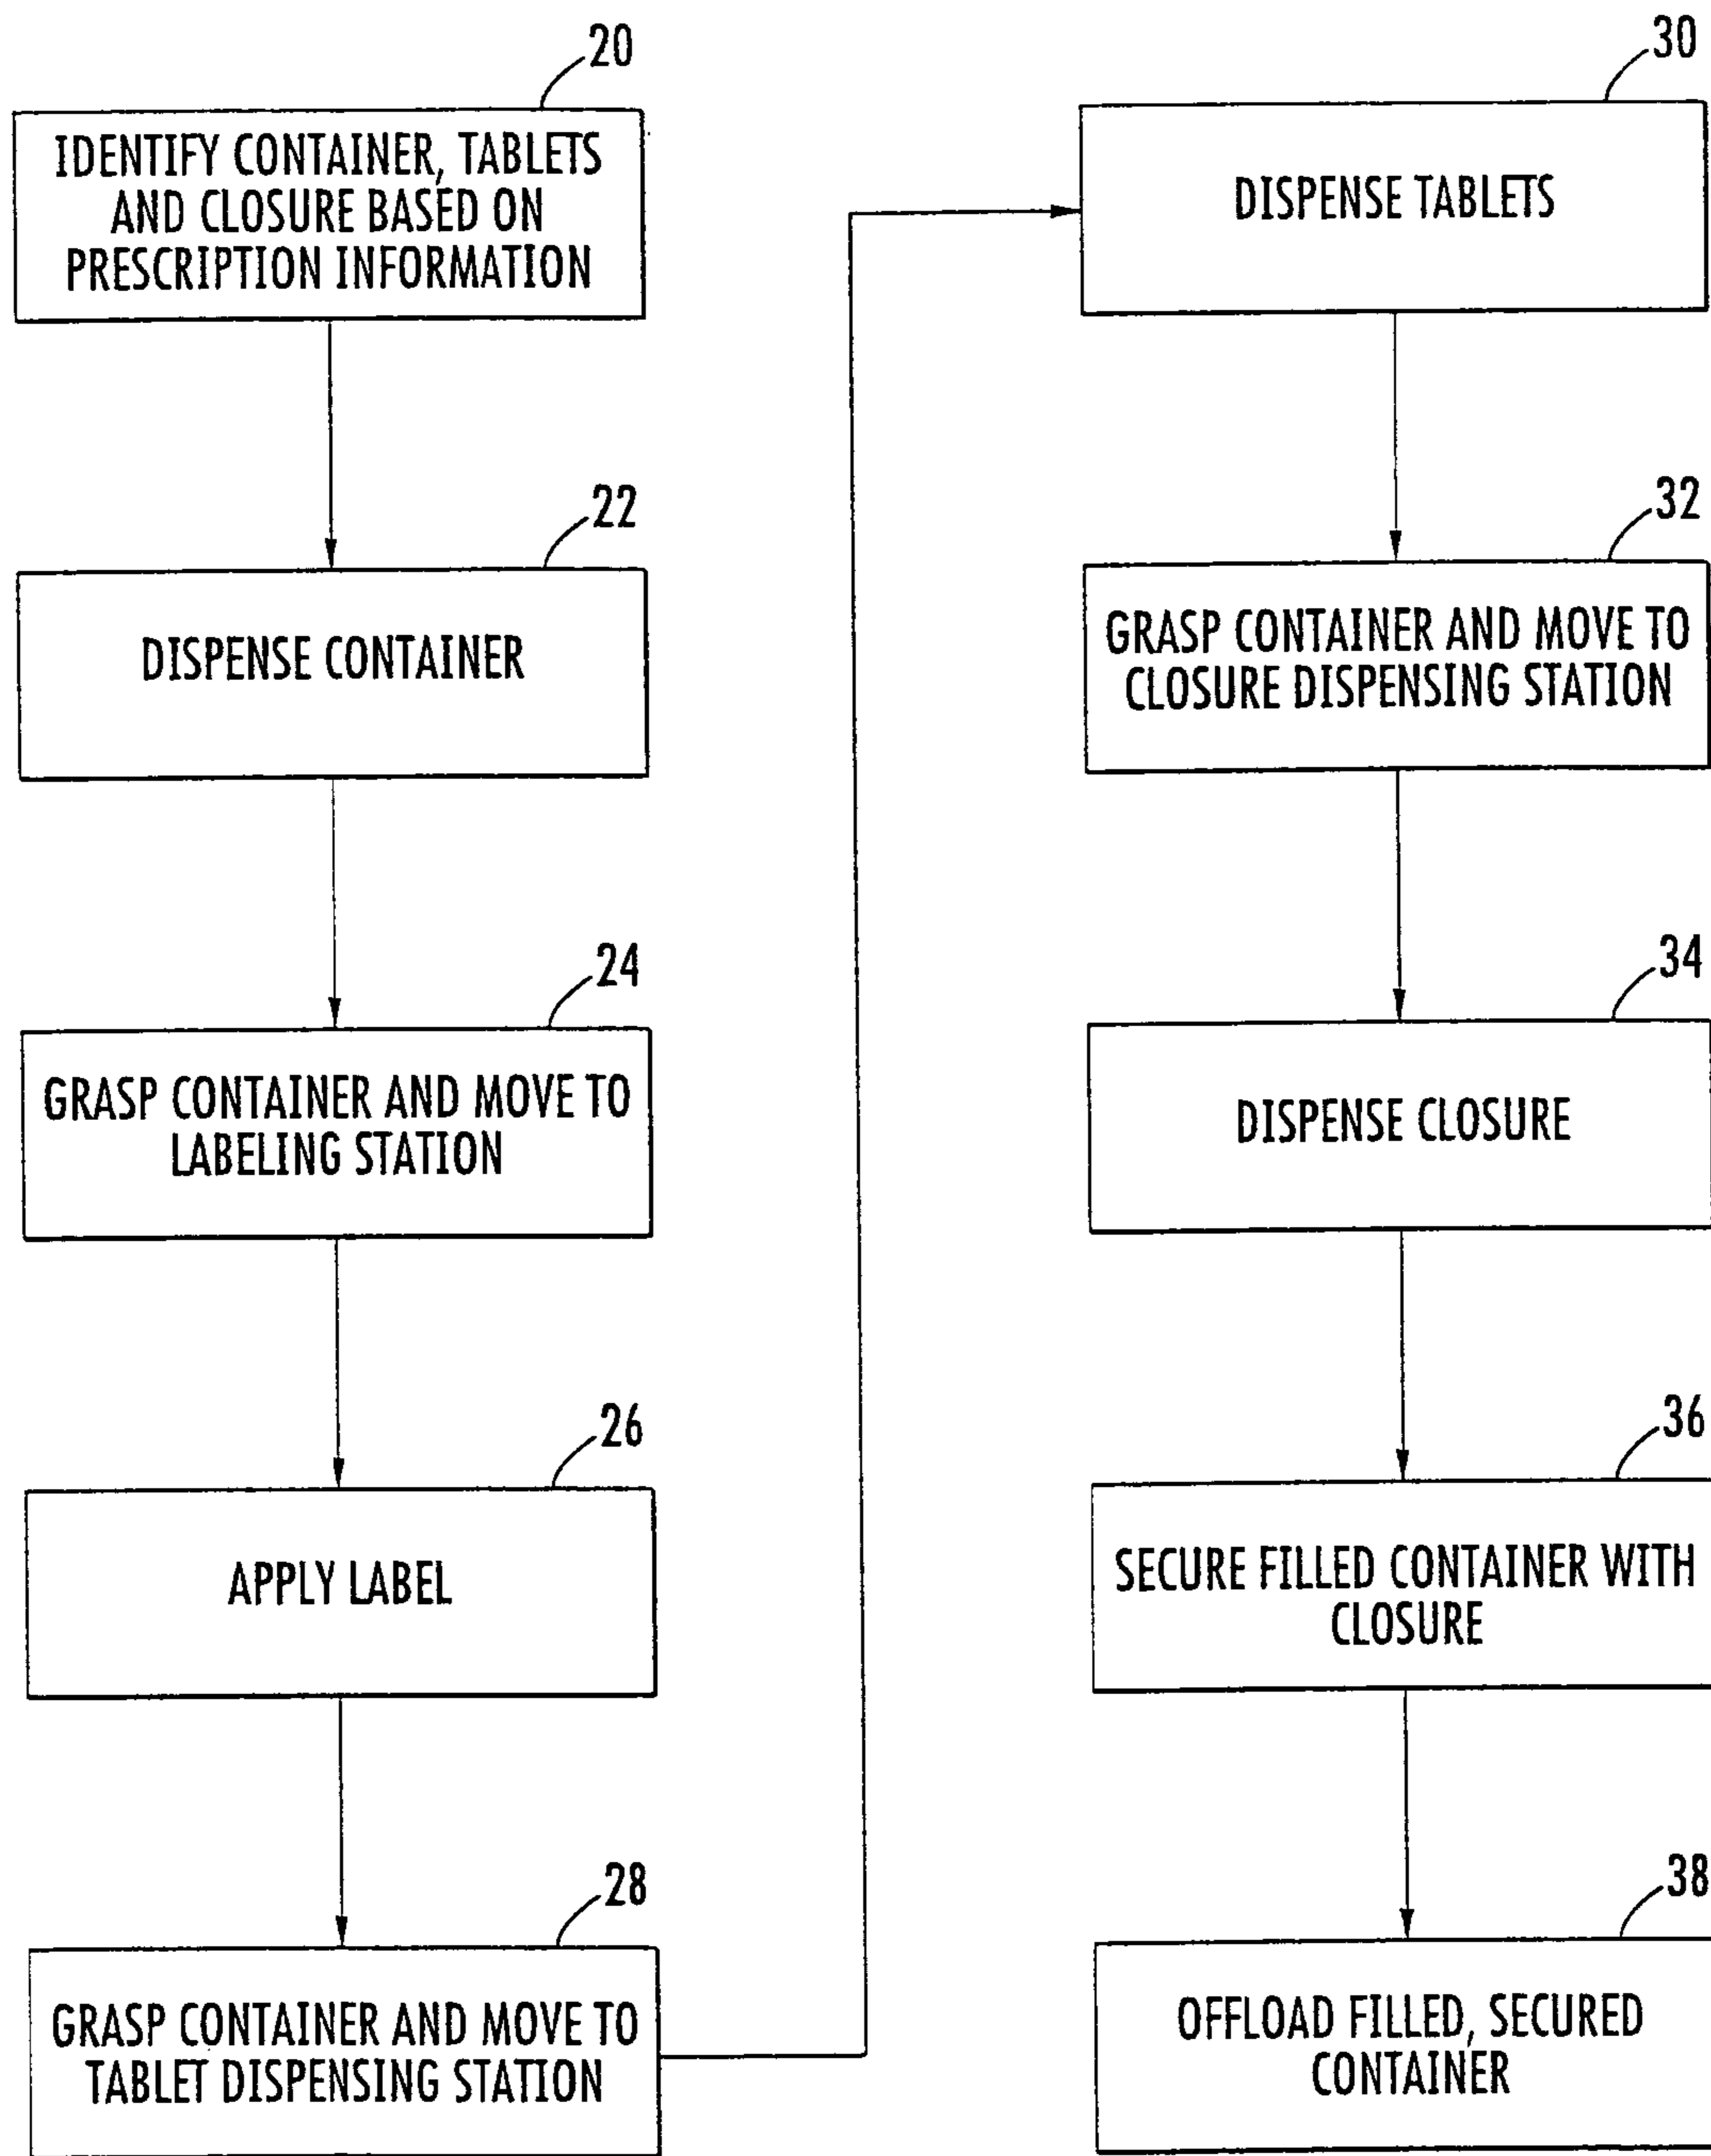 20
IDENTIFY CONTAINER, TABLETS
AND CLOSURE BASED ON
PRESCRIPTION INFORMATION
22
DISPENSE CONTAINER
24
GRASP CONTAINER AND MOVE TO
LABELING STATION
26
APPLY LABEL
28
GRASP CONTAINER AND MOVE TO
TABLET DISPENSING STATION
30
DISPENSE TABLETS
32
GRASP CONTAINER AND MOVE TO
CLOSURE DISPENSING STATION
34
DISPENSE CLOSURE
36
SECURE FILLED CONTAINER WITH
CLOSURE
38
OFFLOAD FILLED, SECURED
CONTAINER